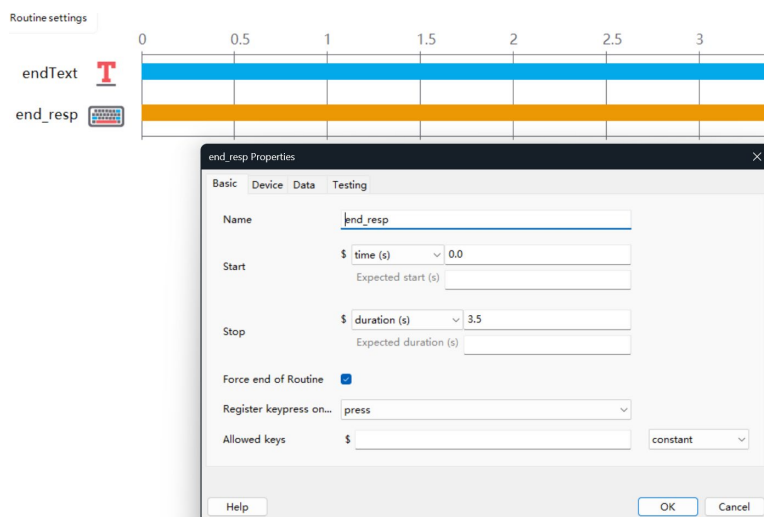 Routine settings
0 0.5 1 1.5 2 2.5 3
endText T
end_resp
end_resp Properties
Basic Device Data Testing
Name end_resp
Start $ time (s) 0.0
Expected start (s)
Stop $ duration (s) 3.5
Expected duration (s)
Force end of Routine
Register keypress on... press
Allowed keys $ constant
Help OK Cancel